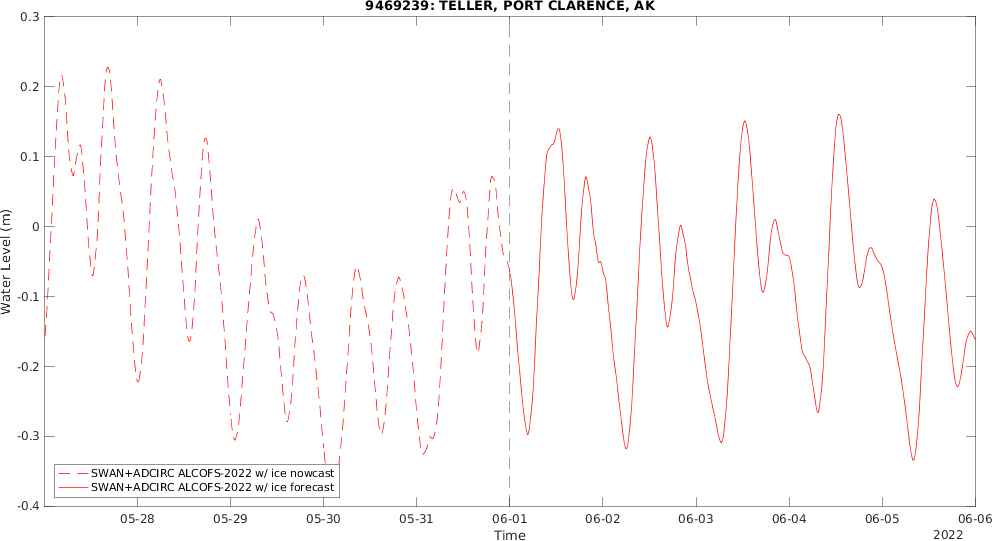 9469239: TELLER, PORT CLARENCE, AK
0.3
0.2
0.1
0
-0.1
-0.2
-0.3
-0.4
Water Level (m)
SWAN+ADCIRC ALCOFS-2022 w/ ice nowcast
SWAN+ADCIRC ALCOFS-2022 w/ ice forecast
05-28 05-29 05-30 05-31 06-01 06-02 06-03 06-04 06-05 06-06
Time
2022